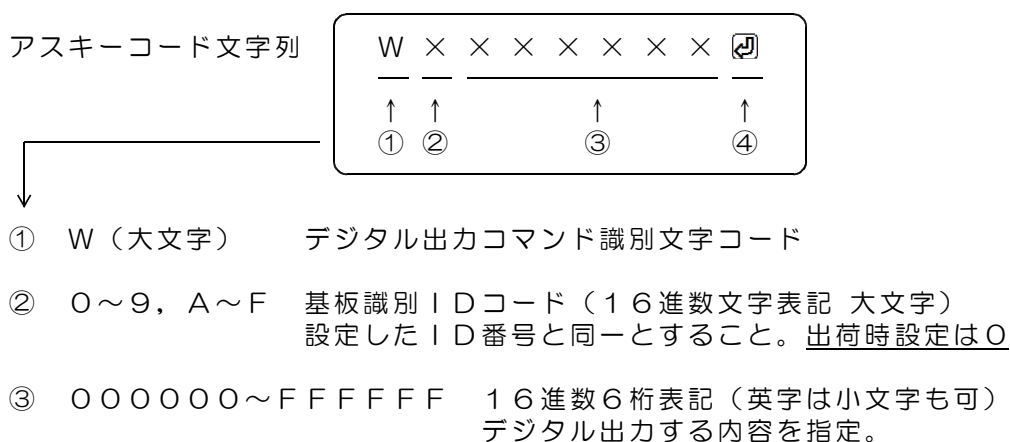 アスキーコード文字列 W × × × × × × × ⏎
↑ ↑ ↑ ↑
① ② ③ ④
① W（大文字） デジタル出力コマンド識別文字コード
② ０～９，Ａ～Ｆ 基板識別ＩＤコード（１６進数文字表記 大文字）
設定したＩＤ番号と同一とすること。出荷時設定は０
③ ００００００～ＦＦＦＦＦＦ １６進数６桁表記（英字は小文字も可）
デジタル出力する内容を指定。